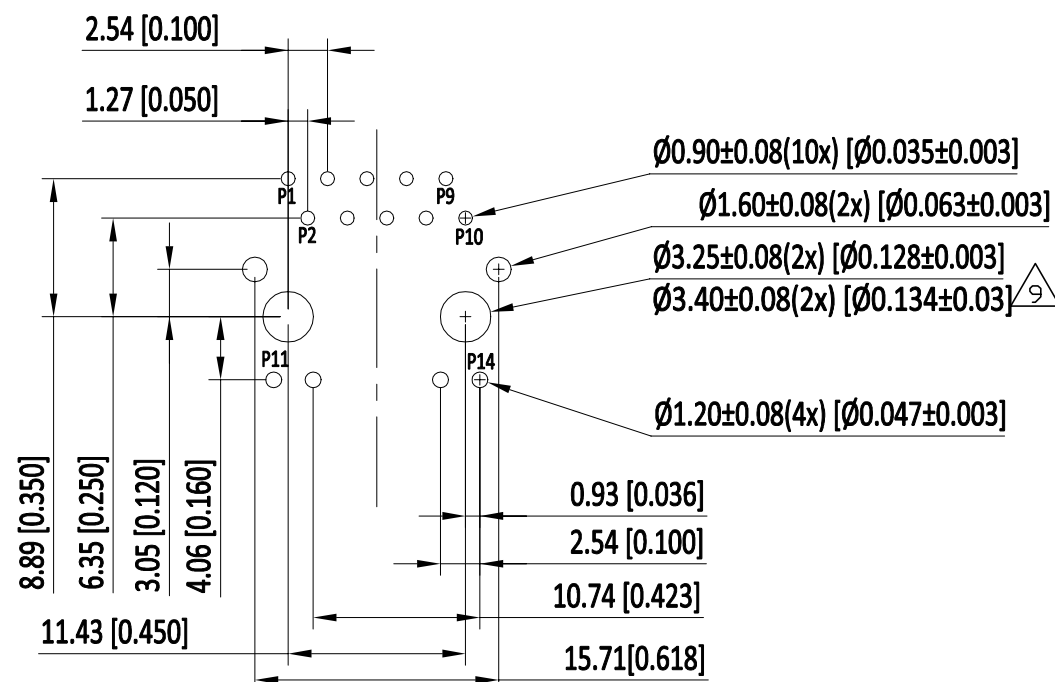 2.54 [0.100]
1.27 [0.050]
Ø0.90±0.08(10x) [Ø0.035±0.003]
P1
P9
Ø1.60±0.08(2x) [Ø0.063±0.003]
P2
P10
Ø3.25±0.08(2x) [Ø0.128±0.003]
Ø3.40±0.08(2x) [Ø0.134±0.03]
9
P11
P14
Ø1.20±0.08(4x) [Ø0.047±0.003]
8.89 [0.350]
6.35 [0.250]
3.05 [0.120]
4.06 [0.160]
0.93 [0.036]
2.54 [0.100]
10.74 [0.423]
11.43 [0.450]
15.71[0.618]